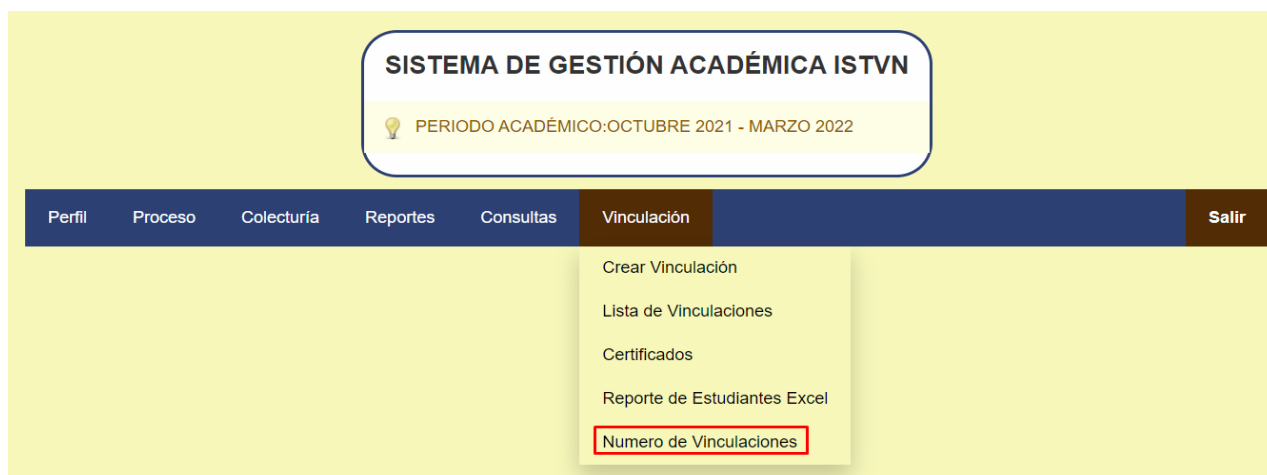 SISTEMA DE GESTIÓN ACADÉMICA ISTVN
PERIODO ACADÉMICO:OCTUBRE 2021 - MARZO 2022
Perfil Proceso Colecturía Reportes Consultas Vinculación Salir
Crear Vinculación
Lista de Vinculaciones
Certificados
Reporte de Estudiantes Excel
Numero de Vinculaciones